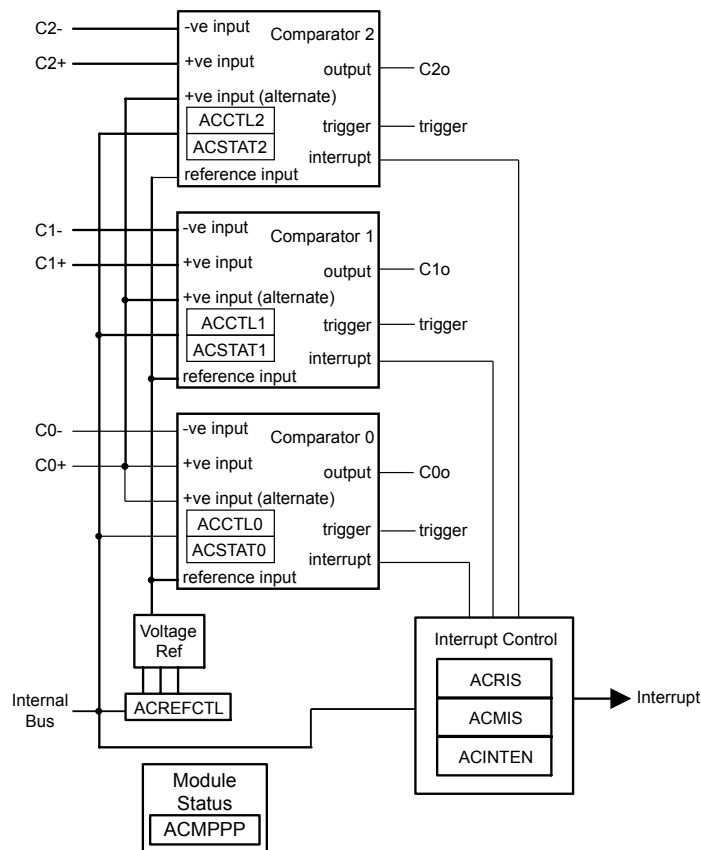 C2-
-ve input
Comparator 2
C2+
+ve input
output
C2o
+ve input (alternate)
ACCTL2
ACSTAT2
trigger
trigger
interrupt
reference input
C1-
-ve input
Comparator 1
C1+
+ve input
output
C1o
+ve input (alternate)
ACCTL1
ACSTAT1
trigger
trigger
interrupt
reference input
C0-
-ve input
Comparator 0
C0+
+ve input
output
C0o
+ve input (alternate)
ACCTL0
ACSTAT0
trigger
trigger
interrupt
reference input
Voltage
Ref
Interrupt Control
ACRIS
ACMIS
ACINTEN
Interrupt
Internal
Bus
ACREFCTL
Module
Status
ACMPPP